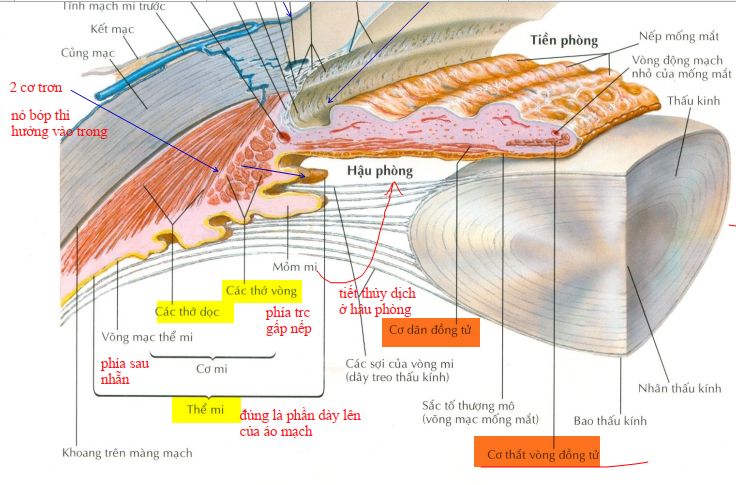 Tĩnh mạch mi trước
Kết mạc
Củng mạc
2 cơ trơn
nó bóp thì
hướng vào trong
Tiền phòng
Nếp mống mắt
Vòng động mạch
nhỏ của mống mắt
Thấu kính
Hậu phòng
Mỏm mi
tiết thủy dịch
ở hậu phòng
Các thớ vòng
Các thớ dọc
phía trc
gấp nếp
Võng mạc thể mi
phía sau
nhẵn
Cơ mi
Thể mi
đúng là phần dày lên
của áo mạch
Khoang trên màng mạch
Các sợi của vòng mi
(dây treo thấu kính)
Cơ dãn đồng tử
Sắc tố thượng mô
(võng mạc mống mắt)
Cơ thắt vòng đồng tử
Bao thấu kính
Nhân thấu kính